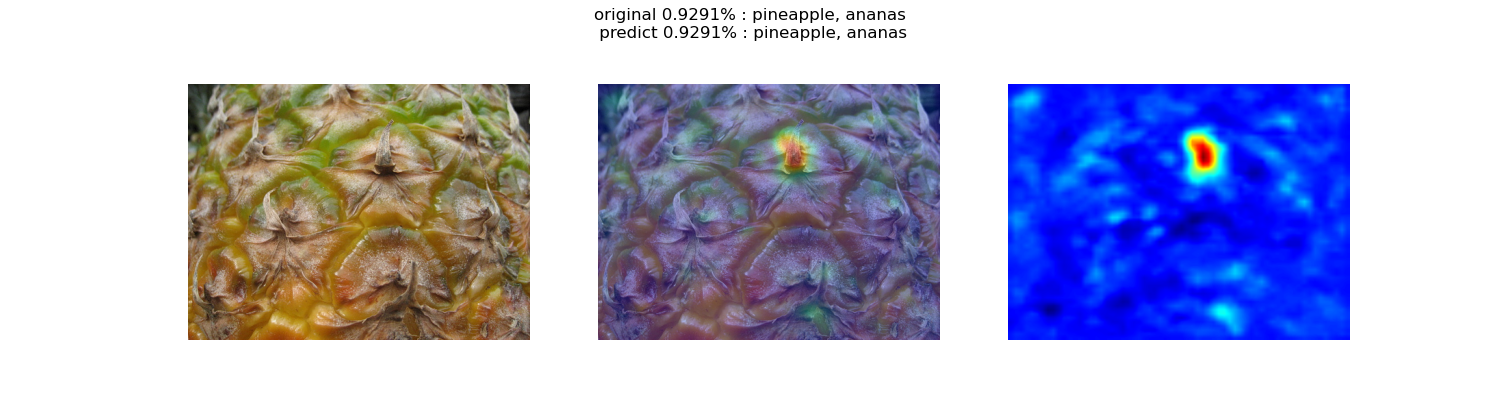 original 0.9291% : pineapple, ananas
predict 0.9291% : pineapple, ananas